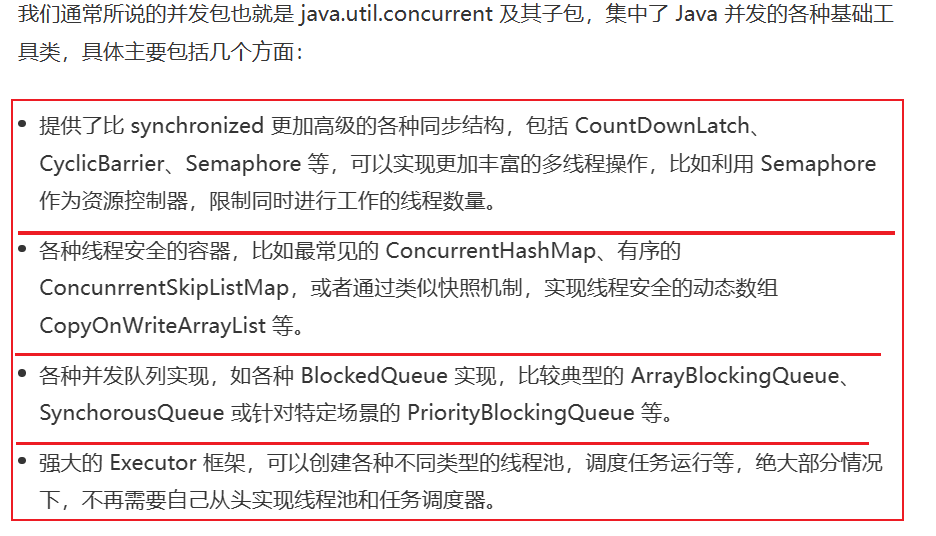 我们通常所说的并发包也就是 java.util.concurrent 及其子包，集中了 Java 并发的各种基础工
具类，具体主要包括几个方面：
• 提供了比 synchronized 更加高级的各种同步结构，包括 CountDownLatch、
CyclicBarrier、Semaphore 等，可以实现更加丰富的多线程操作，比如利用 Semaphore
作为资源控制器，限制同时进行工作的线程数量。
• 各种线程安全的容器，比如最常见的 ConcurrentHashMap、有序的
ConcunrrentSkipListMap，或者通过类似快照机制，实现线程安全的动态数组
CopyOnWriteArrayList 等。
• 各种并发队列实现，如各种 BlockedQueue 实现，比较典型的 ArrayBlockingQueue、
SynchorousQueue 或针对特定场景的 PriorityBlockingQueue 等。
• 强大的 Executor 框架，可以创建各种不同类型的线程池，调度任务运行等，绝大部分情况
下，不再需要自己从头实现线程池和任务调度器。